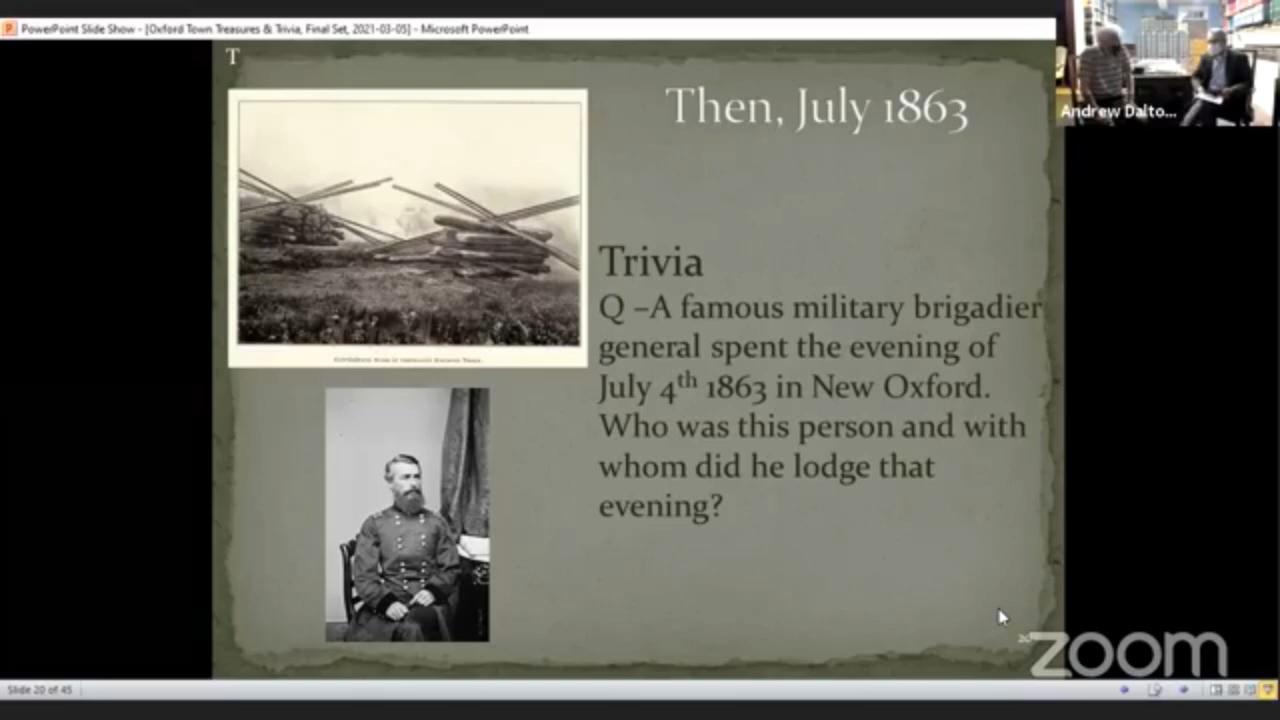 PowerPoint Slide Show - [Oxford Town Treasures & Trivia, Final Set, 2021-03-05] - Microsoft PowerPoint
T
Then, July 1863
Andrew Dalto...
Trivia
Q –A famous military brigadier
general spent the evening of
July 4th 1863 in New Oxford.
Who was this person and with
whom did he lodge that
evening?
zoom
Slide 20 of 45